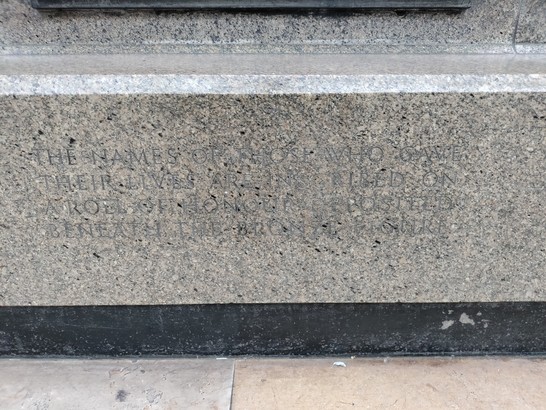 THE NAMES OF THOSE WHO GAVE
THEIR LIVES ARE INSCRIBED ON
A ROLL OF HONOUR DEPOSITED
BENEATH THE BRONZE FIGURE